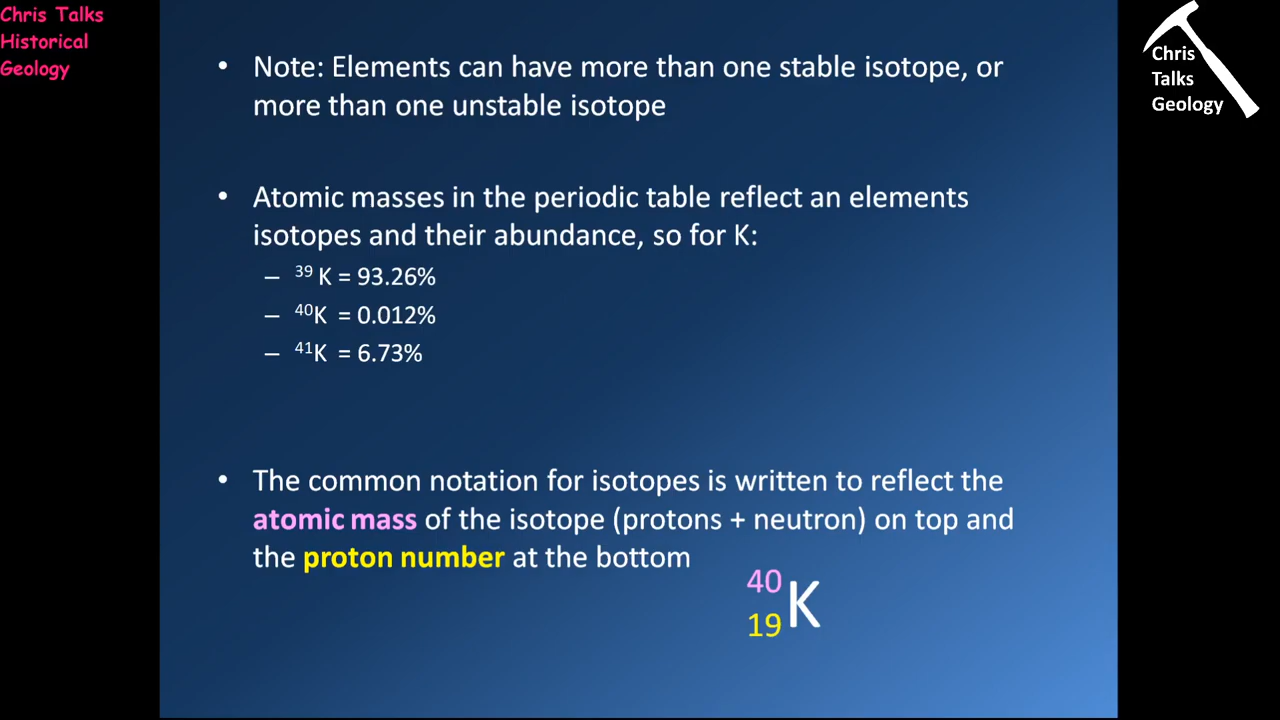 Chris Talks
Historical
Geology
Chris
Talks
Geology
• Note: Elements can have more than one stable isotope, or
more than one unstable isotope
• Atomic masses in the periodic table reflect an elements
isotopes and their abundance, so for K:
– ³⁹ K = 93.26%
– ⁴⁰K = 0.012%
– ⁴¹K = 6.73%
• The common notation for isotopes is written to reflect the
atomic mass of the isotope (protons + neutron) on top and
the proton number at the bottom
40
19 K